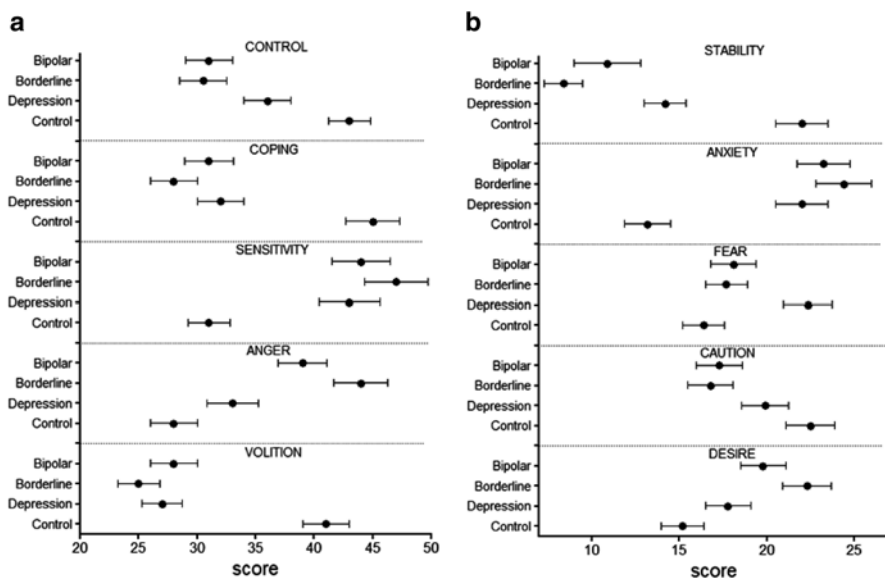 a
CONTROL
Bipolar
Borderline
Depression
Control
COPING
Bipolar
Borderline
Depression
Control
SENSITIVITY
Bipolar
Borderline
Depression
Control
ANGER
Bipolar
Borderline
Depression
Control
VOLITION
Bipolar
Borderline
Depression
Control
20 25 30 35 40 45 50
score
b
STABILITY
Bipolar
Borderline
Depression
Control
ANXIETY
Bipolar
Borderline
Depression
Control
FEAR
Bipolar
Borderline
Depression
Control
CAUTION
Bipolar
Borderline
Depression
Control
DESIRE
Bipolar
Borderline
Depression
Control
10 15 20 25
score